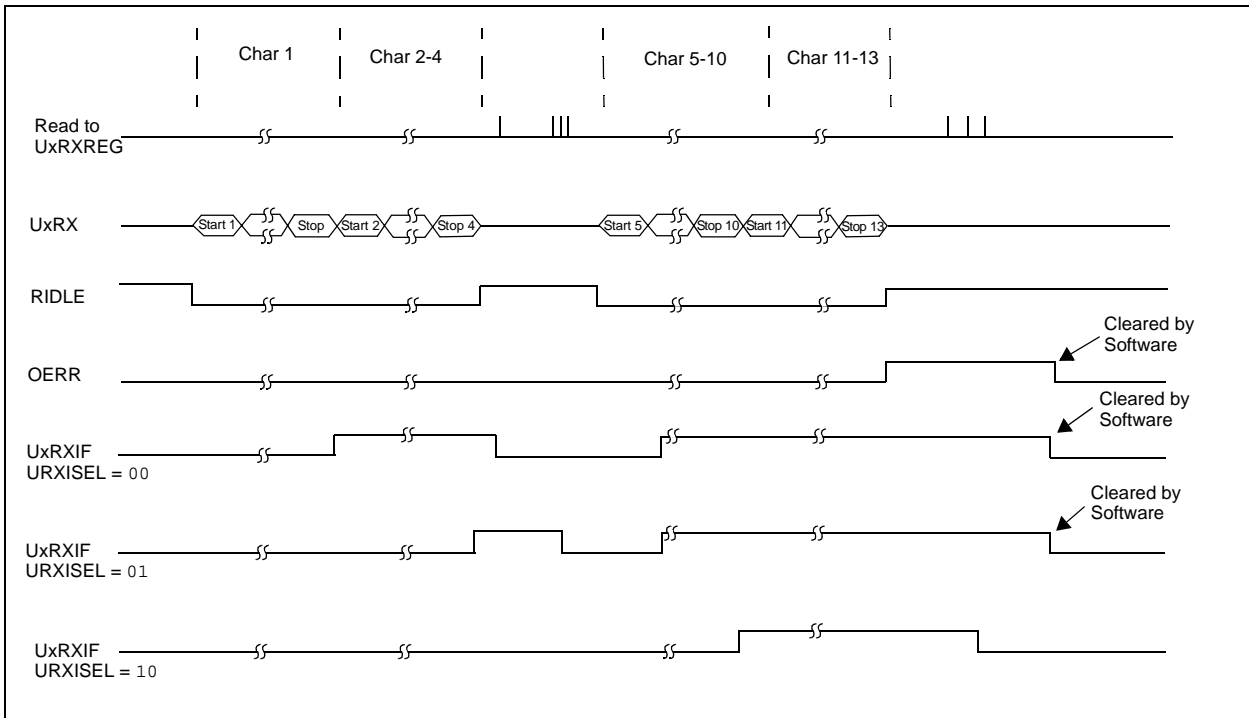 Char 1
Char 2-4
Char 5-10
Char 11-13
Read to
UxRXREG
UxRX
Start 1
Stop
Start 2
Stop 4
Start 5
Stop 10
Start 11
Stop 13
RIDLE
Cleared by
Software
OERR
Cleared by
Software
UxRXIF
URXISEL = 00
Cleared by
Software
UxRXIF
URXISEL = 01
UxRXIF
URXISEL = 10